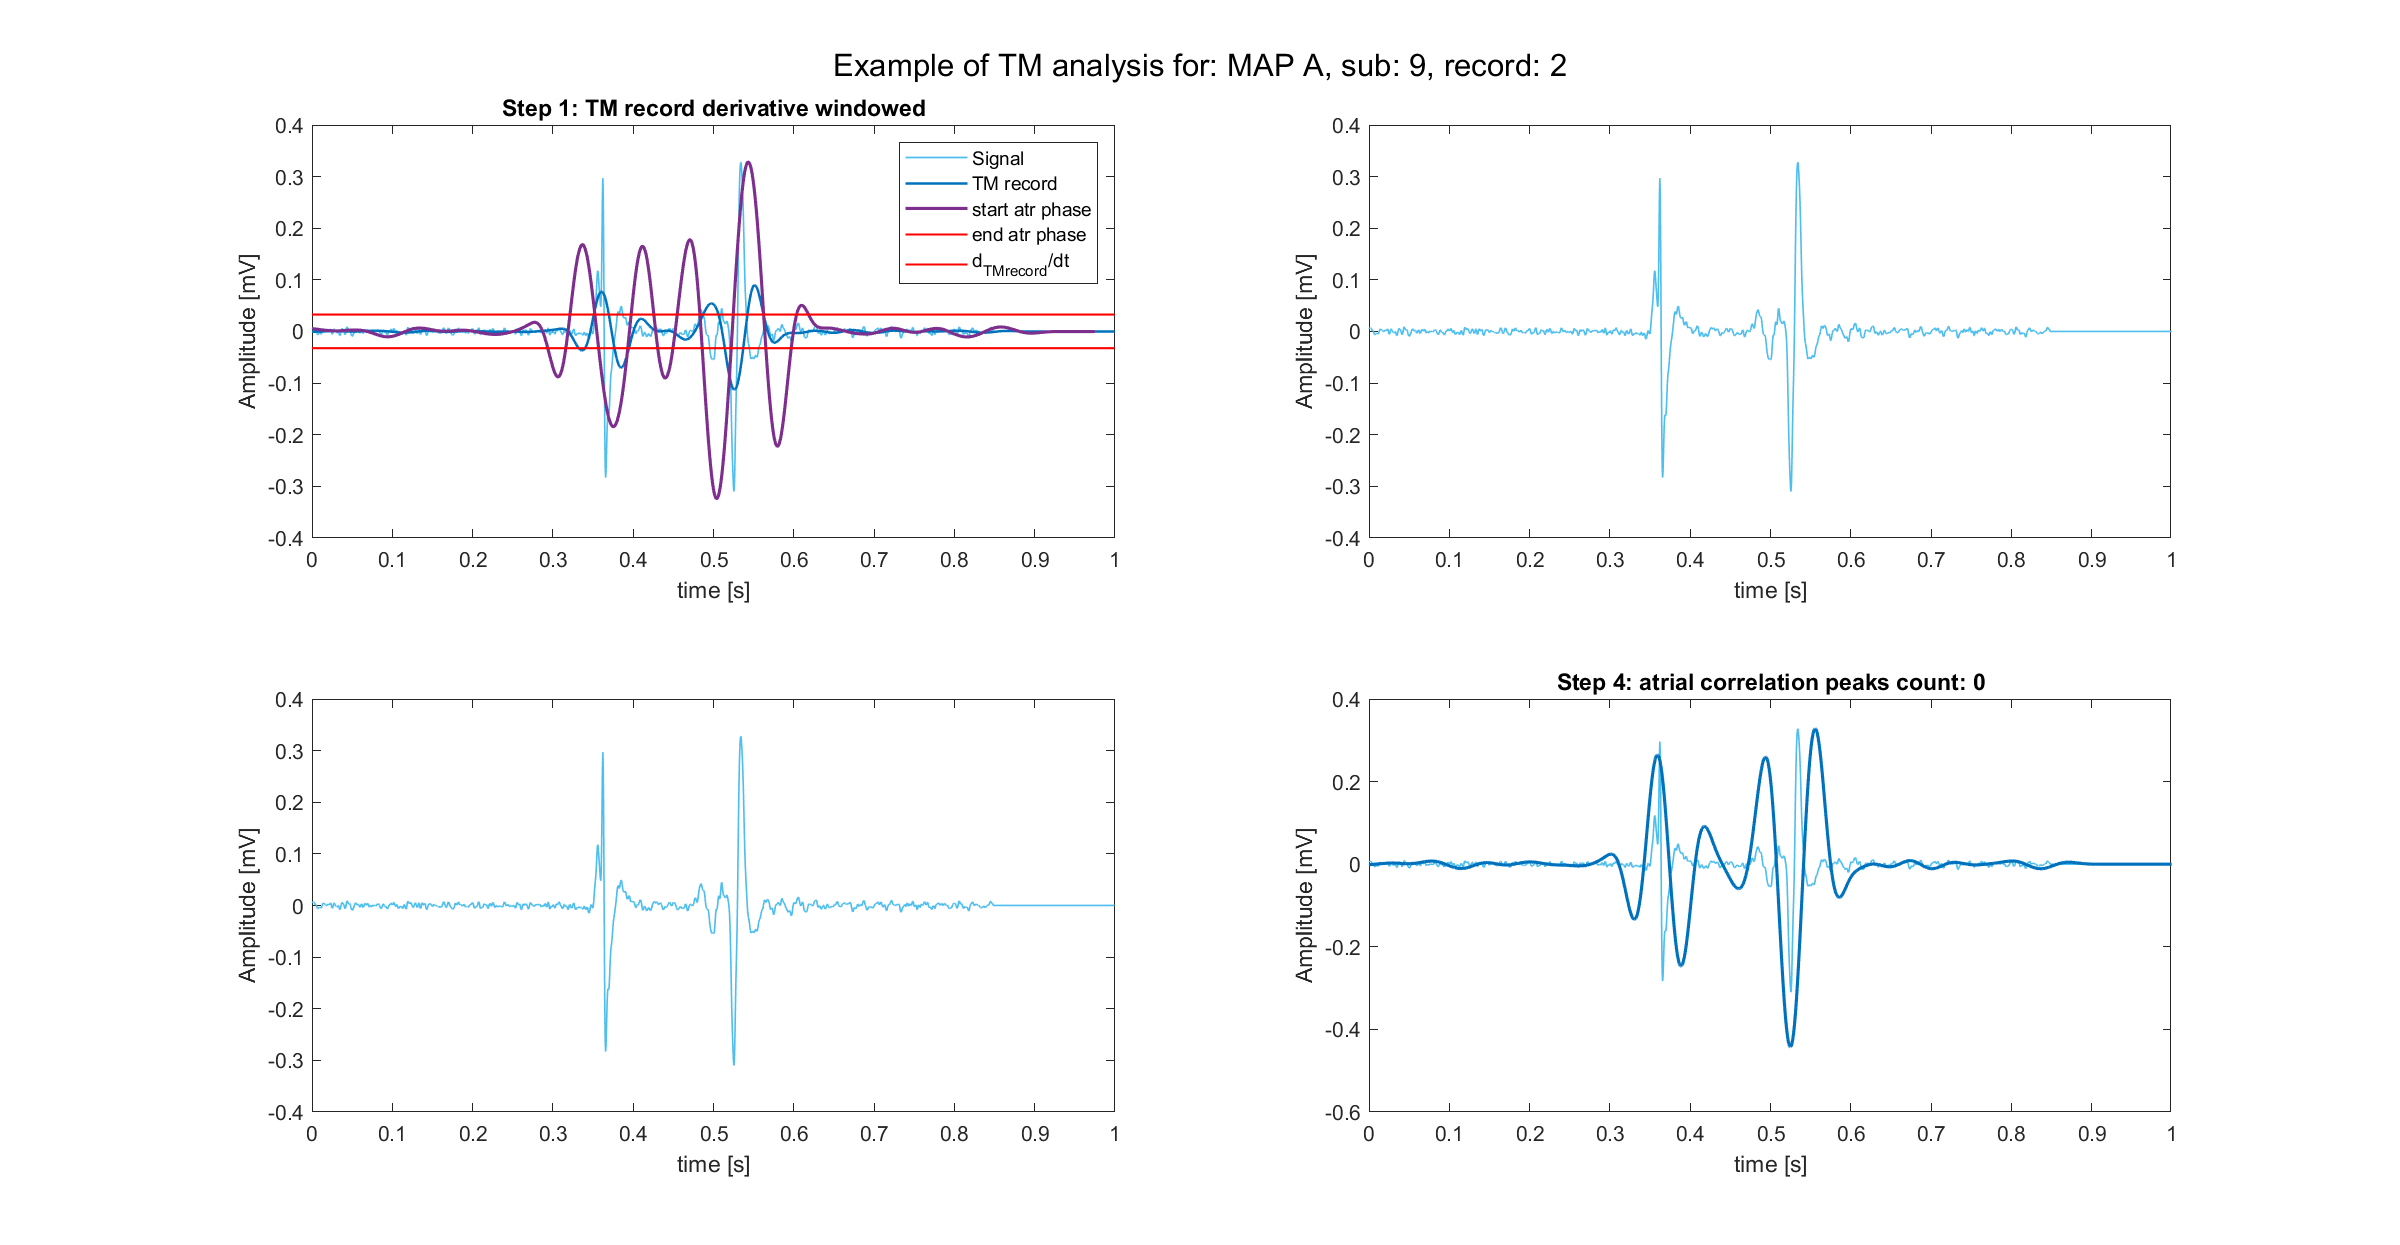 Example of TM analysis for: MAP A, sub: 9, record: 2
Step 1: TM record derivative windowed
0.4
0.3
0.2
0.1
0
-0.1
-0.2
-0.3
-0.4
Amplitude [mV]
Signal
TM record
start atr phase
end atr phase
d_TMrecord/dt
0 0.1 0.2 0.3 0.4 0.5 0.6 0.7 0.8 0.9 1
time [s]
0.4
0.3
0.2
0.1
0
-0.1
-0.2
-0.3
-0.4
Amplitude [mV]
0 0.1 0.2 0.3 0.4 0.5 0.6 0.7 0.8 0.9 1
time [s]
0.4
0.3
0.2
0.1
0
-0.1
-0.2
-0.3
-0.4
Amplitude [mV]
0 0.1 0.2 0.3 0.4 0.5 0.6 0.7 0.8 0.9 1
time [s]
Step 4: atrial correlation peaks count: 0
0.4
0.2
0
-0.2
-0.4
-0.6
Amplitude [mV]
0 0.1 0.2 0.3 0.4 0.5 0.6 0.7 0.8 0.9 1
time [s]